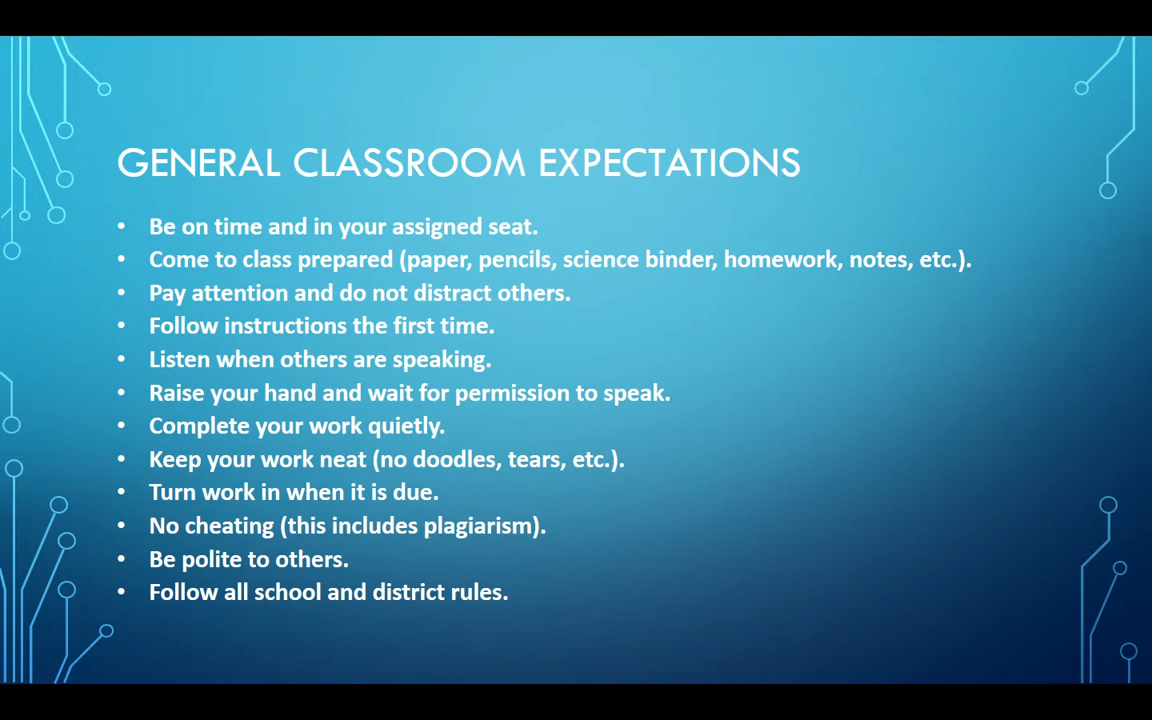 GENERAL CLASSROOM EXPECTATIONS
• Be on time and in your assigned seat.
• Come to class prepared (paper, pencils, science binder, homework, notes, etc.).
• Pay attention and do not distract others.
• Follow instructions the first time.
• Listen when others are speaking.
• Raise your hand and wait for permission to speak.
• Complete your work quietly.
• Keep your work neat (no doodles, tears, etc.).
• Turn work in when it is due.
• No cheating (this includes plagiarism).
• Be polite to others.
• Follow all school and district rules.